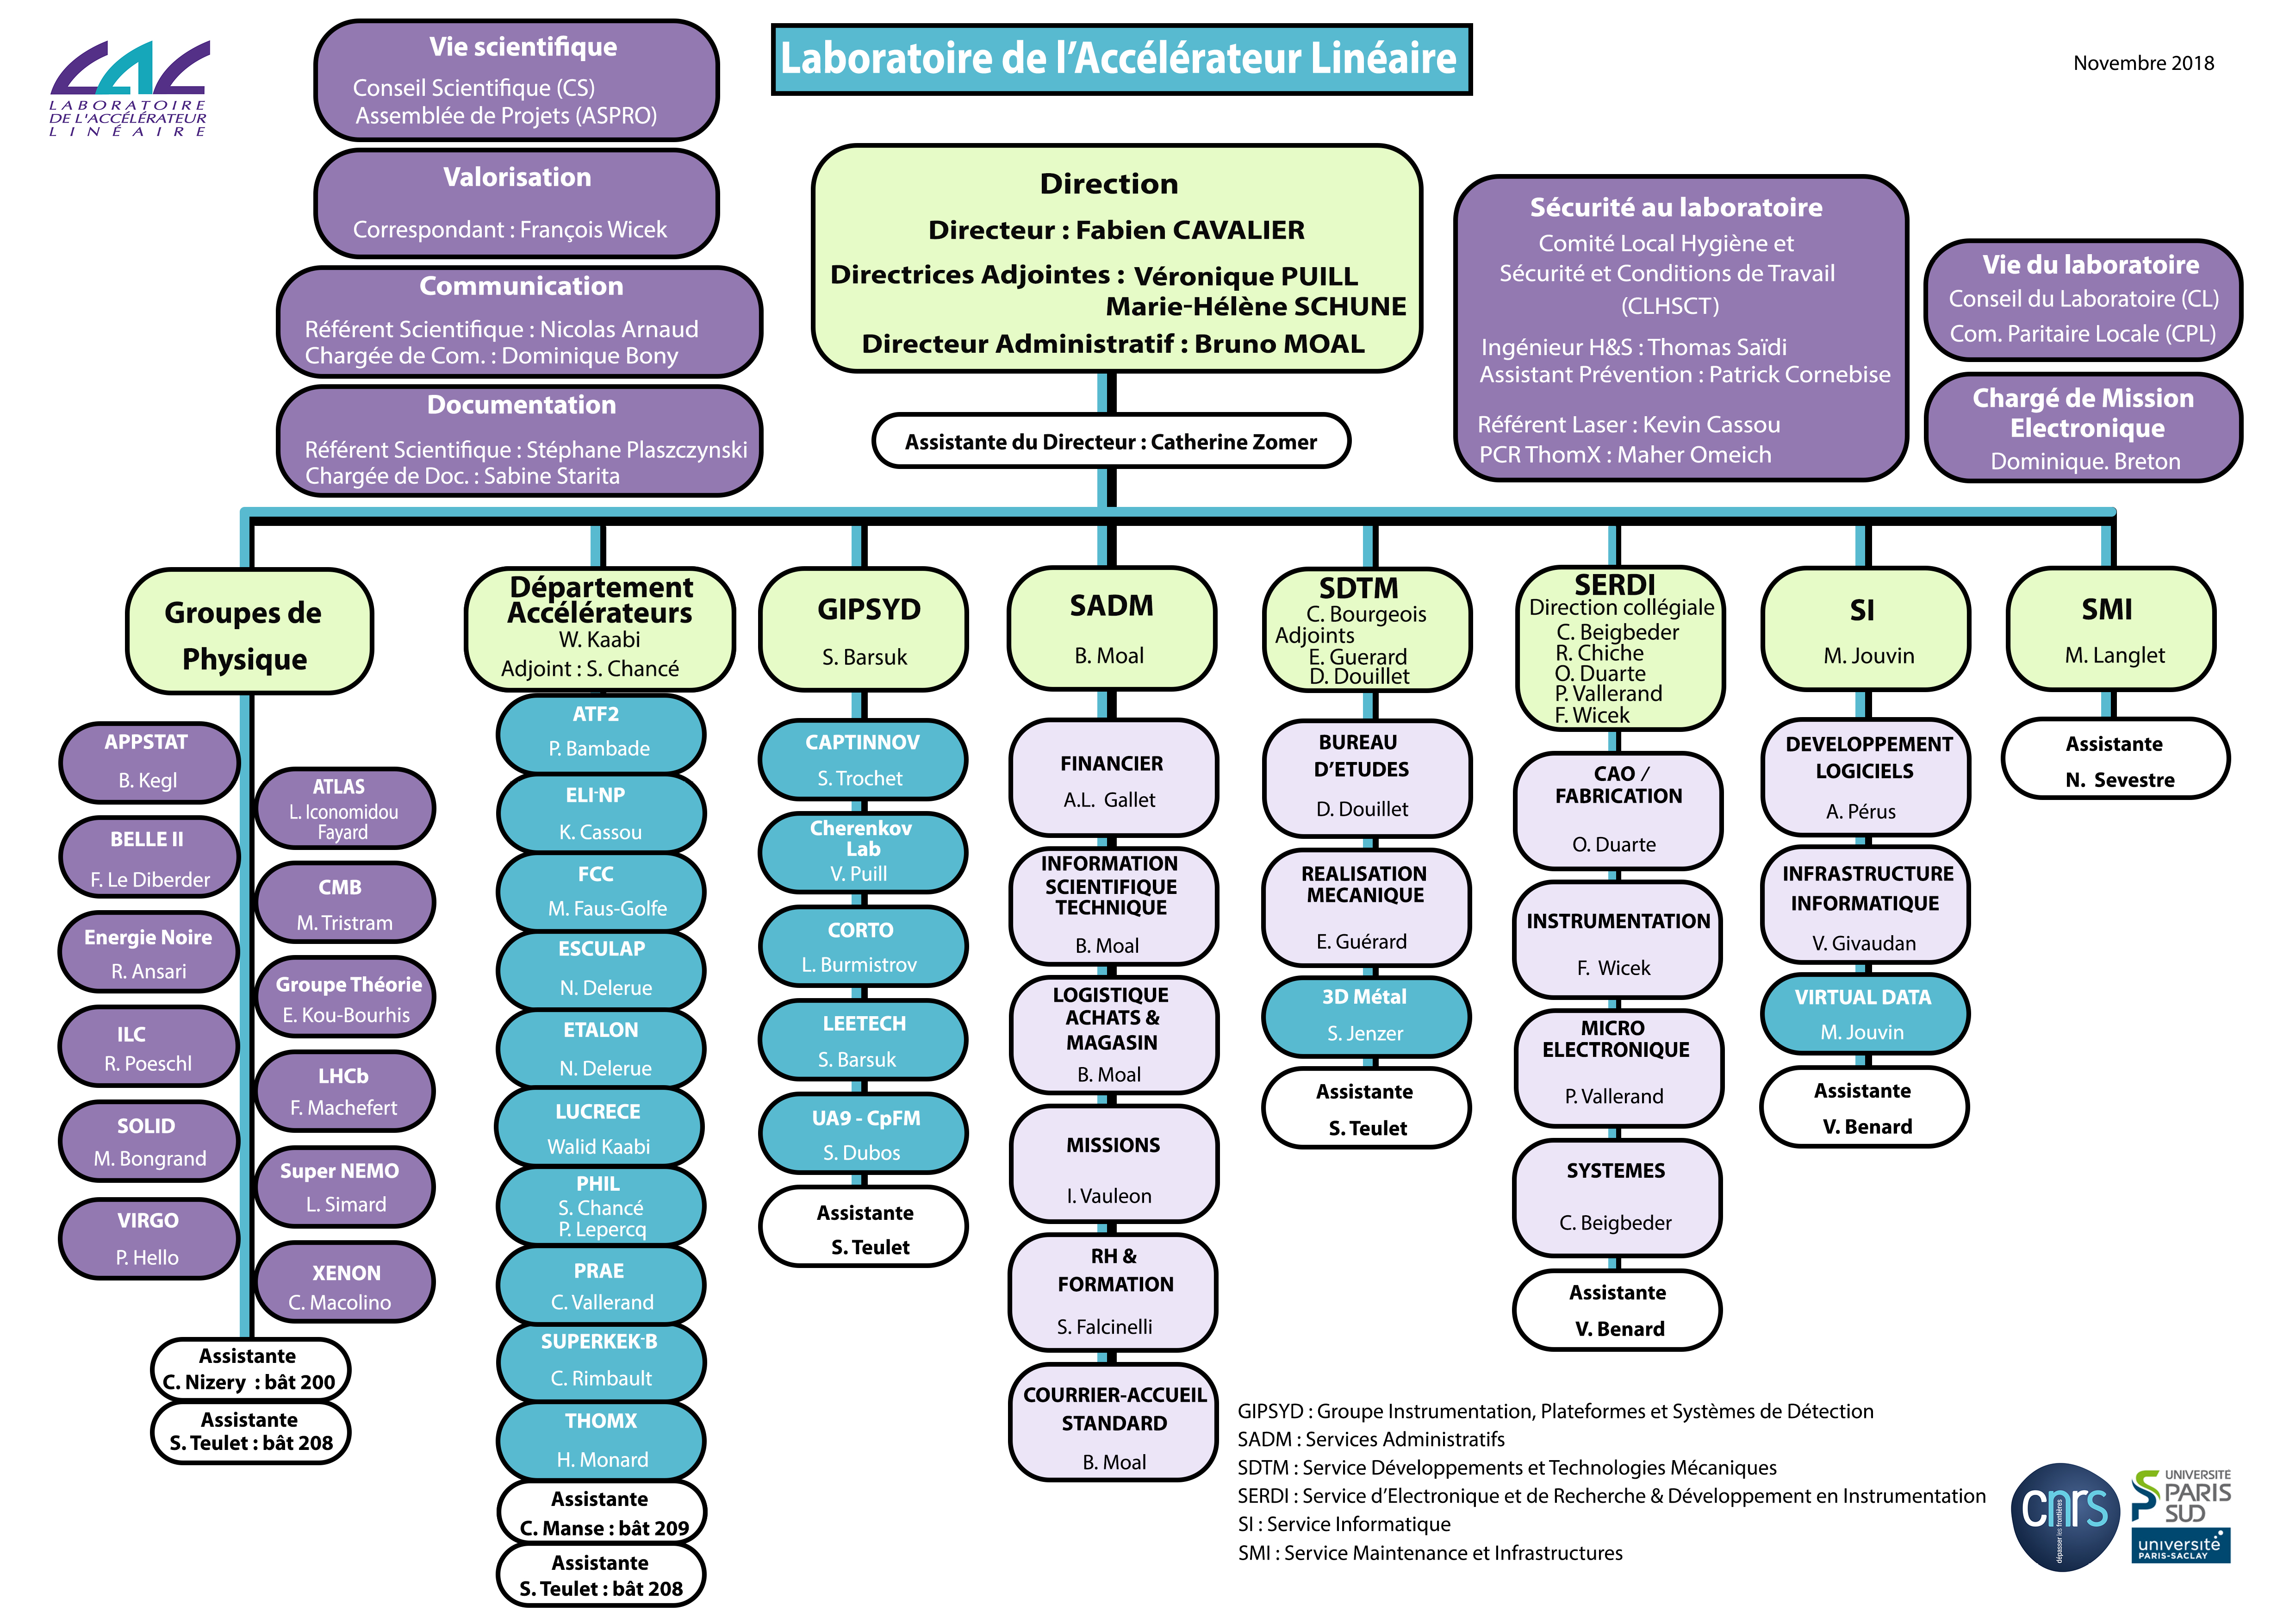 LABORATOIRE
DE L'ACCÉLÉRATEUR
LINÉAIRE
Vie scientifique
Conseil Scientifique (CS)
Assemblée de Projets (ASPRO)
Laboratoire de l'Accélérateur Linéaire
Novembre 2018
Valorisation
Correspondant : François Wicek
Communication
Référent Scientifique : Nicolas Arnaud
Chargée de Com. : Dominique Bony
Documentation
Référent Scientifique : Stéphane Plaszczynski
Chargée de Doc. : Sabine Starita
Direction
Directeur : Fabien CAVALIER
Directrices Adjointes : Véronique PUILL
Marie-Hélène SCHUNE
Directeur Administratif : Bruno MOAL
Assistante du Directeur : Catherine Zomer
Sécurité au laboratoire
Comité Local Hygiène et
Sécurité et Conditions de Travail
(CLHSCT)
Ingénieur H&S : Thomas Saïdi
Assistant Prévention : Patrick Cornebise
Référent Laser : Kevin Cassou
PCR ThomX : Maher Omeich
Vie du laboratoire
Conseil du Laboratoire (CL)
Com. Paritaire Locale (CPL)
Chargé de Mission
Electronique
Dominique. Breton
Groupes de
Physique
APPSTAT
B. Kegl
ATLAS
L. Iconomidou
Fayard
BELLE II
F. Le Diberder
CMB
M. Tristram
Energie Noire
R. Ansari
Groupe Théorie
E. Kou-Bourhis
ILC
R. Poeschl
LHCb
F. Machefert
SOLID
M. Bongrand
Super NEMO
L. Simard
VIRGO
P. Hello
XENON
C. Macolino
Assistante
C. Nizery : bât 200
Assistante
S. Teulet : bât 208
Département
Accélérateurs
W. Kaabi
Adjoint : S. Chancé
ATF2
P. Bambade
ELI-NP
K. Cassou
FCC
M. Faus-Golfe
ESCULAP
N. Delerue
ETALON
N. Delerue
LUCRECE
Walid Kaabi
PHIL
S. Chancé
P. Lepercq
PRAE
C. Vallerand
SUPERKEK-B
C. Rimbault
THOMX
H. Monard
Assistante
C. Manse : bât 209
Assistante
S. Teulet : bât 208
GIPSYD
S. Barsuk
CAPTINNOV
S. Trochet
Cherenkov
Lab
V. Puill
CORTO
L. Burmistrov
LEETECH
S. Barsuk
UA9 - CpFM
S. Dubos
Assistante
S. Teulet
SADM
B. Moal
FINANCIER
A.L. Gallet
INFORMATION
SCIENTIFIQUE
TECHNIQUE
B. Moal
LOGISTIQUE
ACHATS &
MAGASIN
B. Moal
MISSIONS
I. Vauleon
RH &
FORMATION
S. Falcinelli
COURRIER-ACCUEIL
STANDARD
B. Moal
SDTM
C. Bourgeois
Adjoints
E. Guerard
D. Douillet
BUREAU
D'ETUDES
D. Douillet
REALISATION
MECANIQUE
E. Guérard
3D Métal
S. Jenzer
Assistante
S. Teulet
SERDI
Direction collégiale
C. Beigbeder
R. Chiche
O. Duarte
P. Vallerand
F. Wicek
CAO /
FABRICATION
O. Duarte
INSTRUMENTATION
F. Wicek
MICRO
ELECTRONIQUE
P. Vallerand
SYSTEMES
C. Beigbeder
Assistante
V. Benard
SI
M. Jouvin
DEVELOPPEMENT
LOGICIELS
A. Pérus
INFRASTRUCTURE
INFORMATIQUE
V. Givaudan
VIRTUAL DATA
M. Jouvin
Assistante
V. Benard
SMI
M. Langlet
Assistante
N. Sevestre
GIPSYD : Groupe Instrumentation, Plateformes et Systèmes de Détection
SADM : Services Administratifs
SDTM : Service Développements et Technologies Mécaniques
SERDI : Service d'Electronique et de Recherche & Développement en Instrumentation
SI : Service Informatique
SMI : Service Maintenance et Infrastructures
cnrs
dépasser les frontières
UNIVERSITÉ
PARIS
SUD
université
PARIS-SACLAY